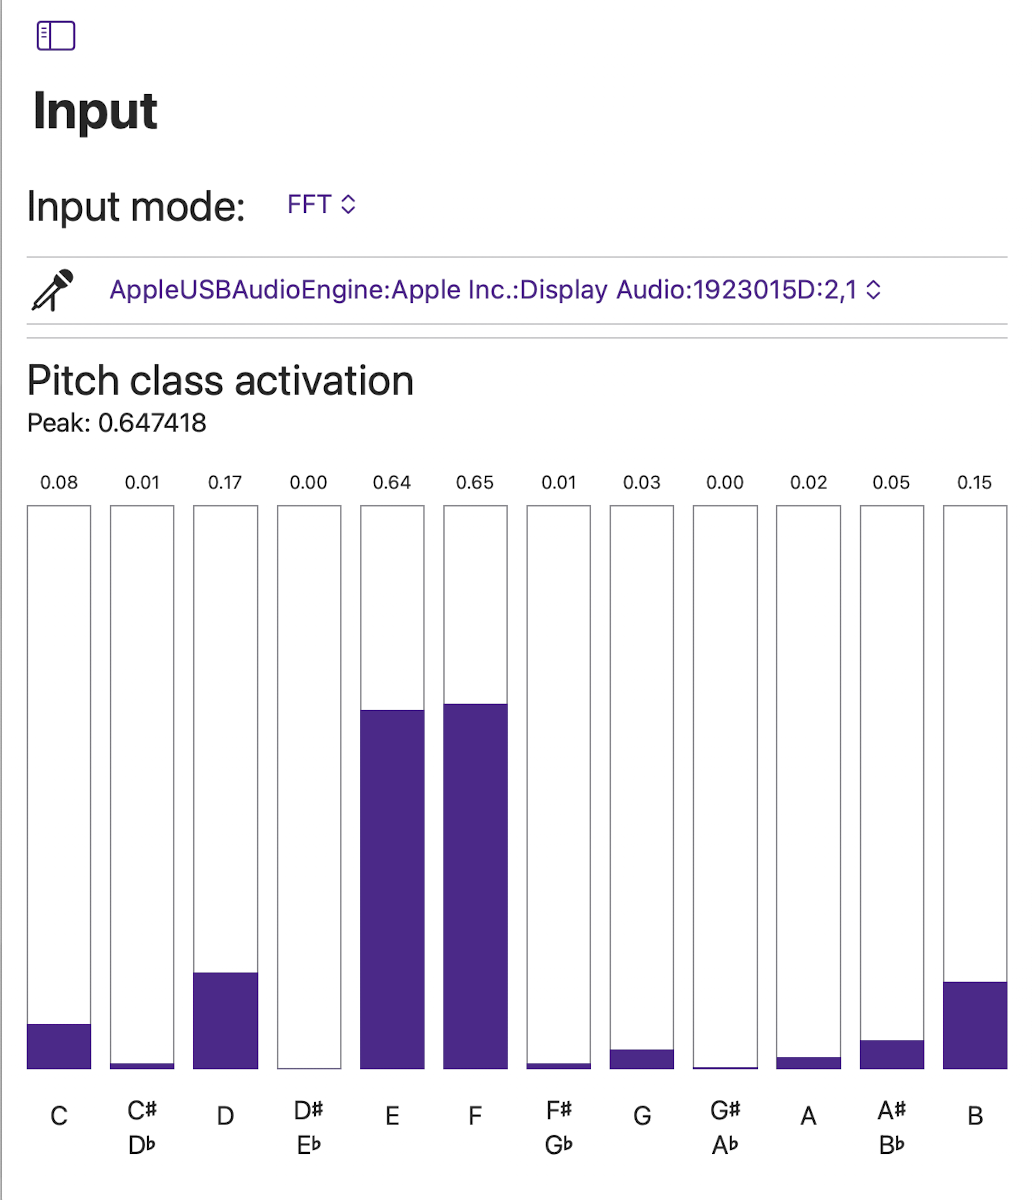 Input
Input mode: FFT
AppleUSBAudioEngine:Apple Inc.:Display Audio:1923015D:2,1
Pitch class activation
Peak: 0.647418
0.08 0.01 0.17 0.00 0.64 0.65 0.01 0.03 0.00 0.02 0.05 0.15
C C♯ D D♯ E F F♯ G G♯ A A♯ B
D♭ E♭ G♭ A♭ B♭